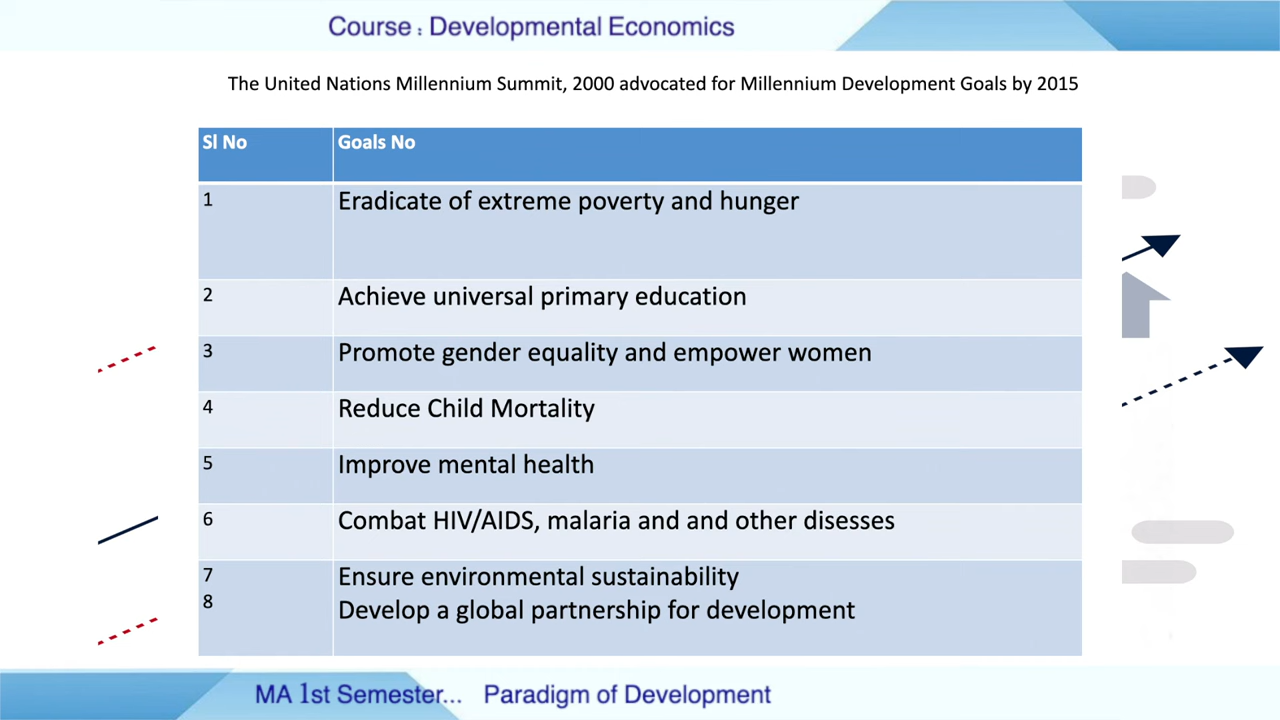 Course : Developmental Economics
The United Nations Millennium Summit, 2000 advocated for Millennium Development Goals by 2015
Sl No Goals No
1 Eradicate of extreme poverty and hunger
2 Achieve universal primary education
3 Promote gender equality and empower women
4 Reduce Child Mortality
5 Improve mental health
6 Combat HIV/AIDS, malaria and and other diseses
7 Ensure environmental sustainability
8 Develop a global partnership for development
MA 1st Semester... Paradigm of Development